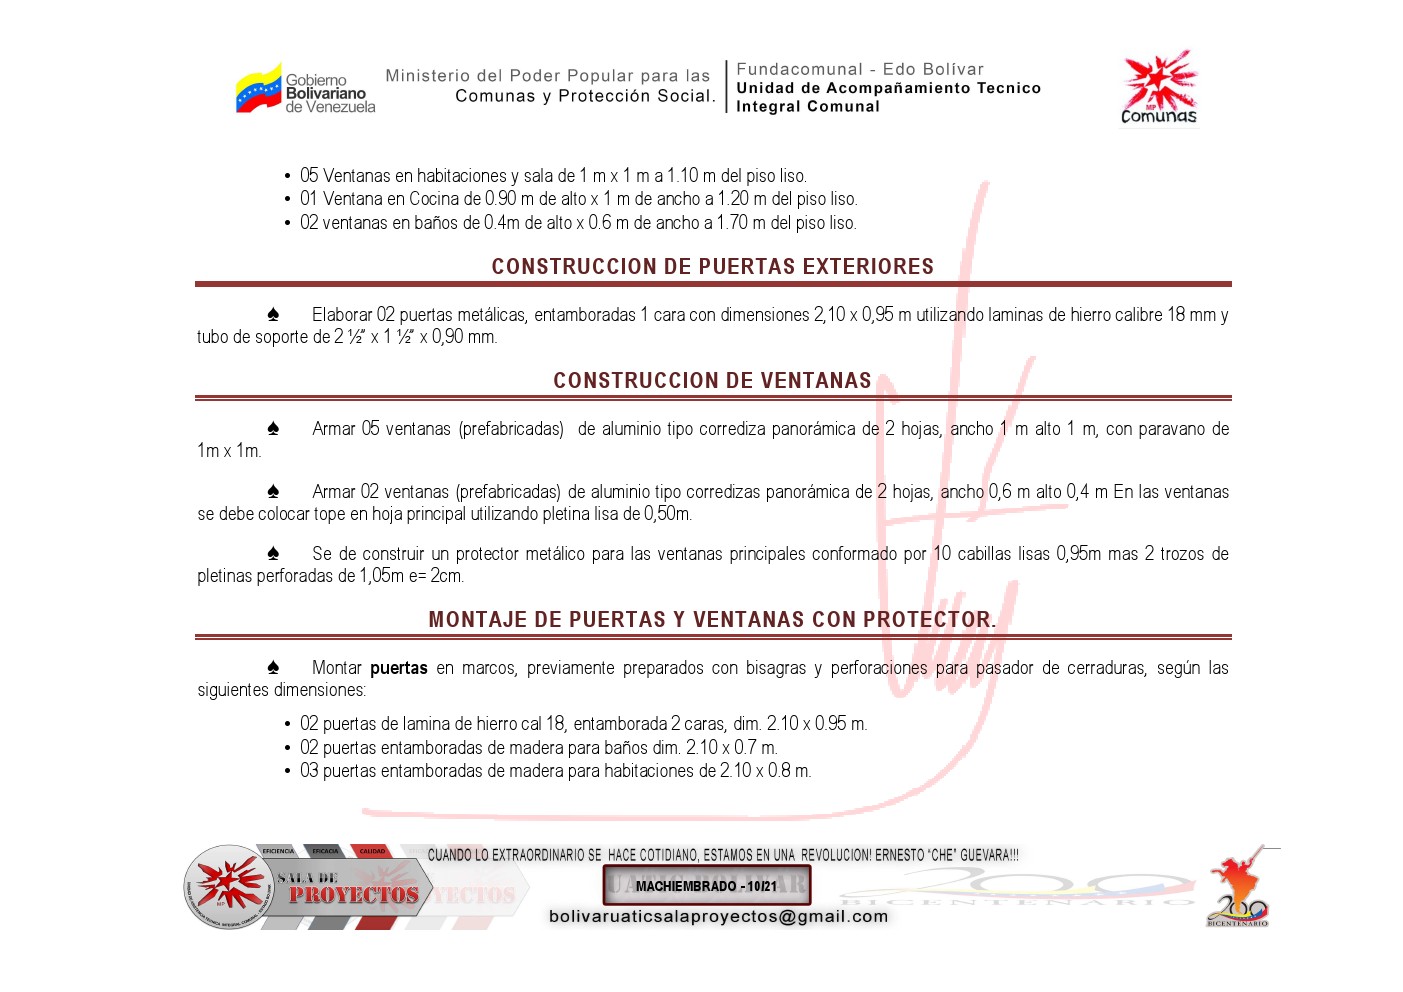 Gobierno
Bolivariano
de Venezuela
Ministerio del Poder Popular para las
Comunas y Protección Social.
Fundacomunal - Edo Bolívar
Unidad de Acompañamiento Tecnico
Integral Comunal
MP
comunas
• 05 Ventanas en habitaciones y sala de 1 m x 1 m a 1.10 m del piso liso.
• 01 Ventana en Cocina de 0.90 m de alto x 1 m de ancho a 1.20 m del piso liso.
• 02 ventanas en baños de 0.4m de alto x 0.6 m de ancho a 1.70 m del piso liso.
CONSTRUCCION DE PUERTAS EXTERIORES
♠ Elaborar 02 puertas metálicas, entamboradas 1 cara con dimensiones 2,10 x 0,95 m utilizando laminas de hierro calibre 18 mm y
tubo de soporte de 2 ½” x 1 ½” x 0,90 mm.
CONSTRUCCION DE VENTANAS
♠ Armar 05 ventanas (prefabricadas) de aluminio tipo corrediza panorámica de 2 hojas, ancho 1 m alto 1 m, con paravano de
1m x 1m.
♠ Armar 02 ventanas (prefabricadas) de aluminio tipo corredizas panorámica de 2 hojas, ancho 0,6 m alto 0,4 m En las ventanas
se debe colocar tope en hoja principal utilizando pletina lisa de 0,50m.
♠ Se de construir un protector metálico para las ventanas principales conformado por 10 cabillas lisas 0,95m mas 2 trozos de
pletinas perforadas de 1,05m e= 2cm.
MONTAJE DE PUERTAS Y VENTANAS CON PROTECTOR.
♠ Montar puertas en marcos, previamente preparados con bisagras y perforaciones para pasador de cerraduras, según las
siguientes dimensiones:
• 02 puertas de lamina de hierro cal 18, entamborada 2 caras, dim. 2.10 x 0.95 m.
• 02 puertas entamboradas de madera para baños dim. 2.10 x 0.7 m.
• 03 puertas entamboradas de madera para habitaciones de 2.10 x 0.8 m.
EFICIENCIA EFICACIA CALIDAD
CUANDO LO EXTRAORDINARIO SE HACE COTIDIANO, ESTAMOS EN UNA REVOLUCION! ERNESTO “CHE” GUEVARA!!!
SALA DE
PROYECTOS
MACHIEMBRADO - 10/21
bolivaruaticsalaproyectos@gmail.com
200
BICENTENARIO
200
BICENTENARIO